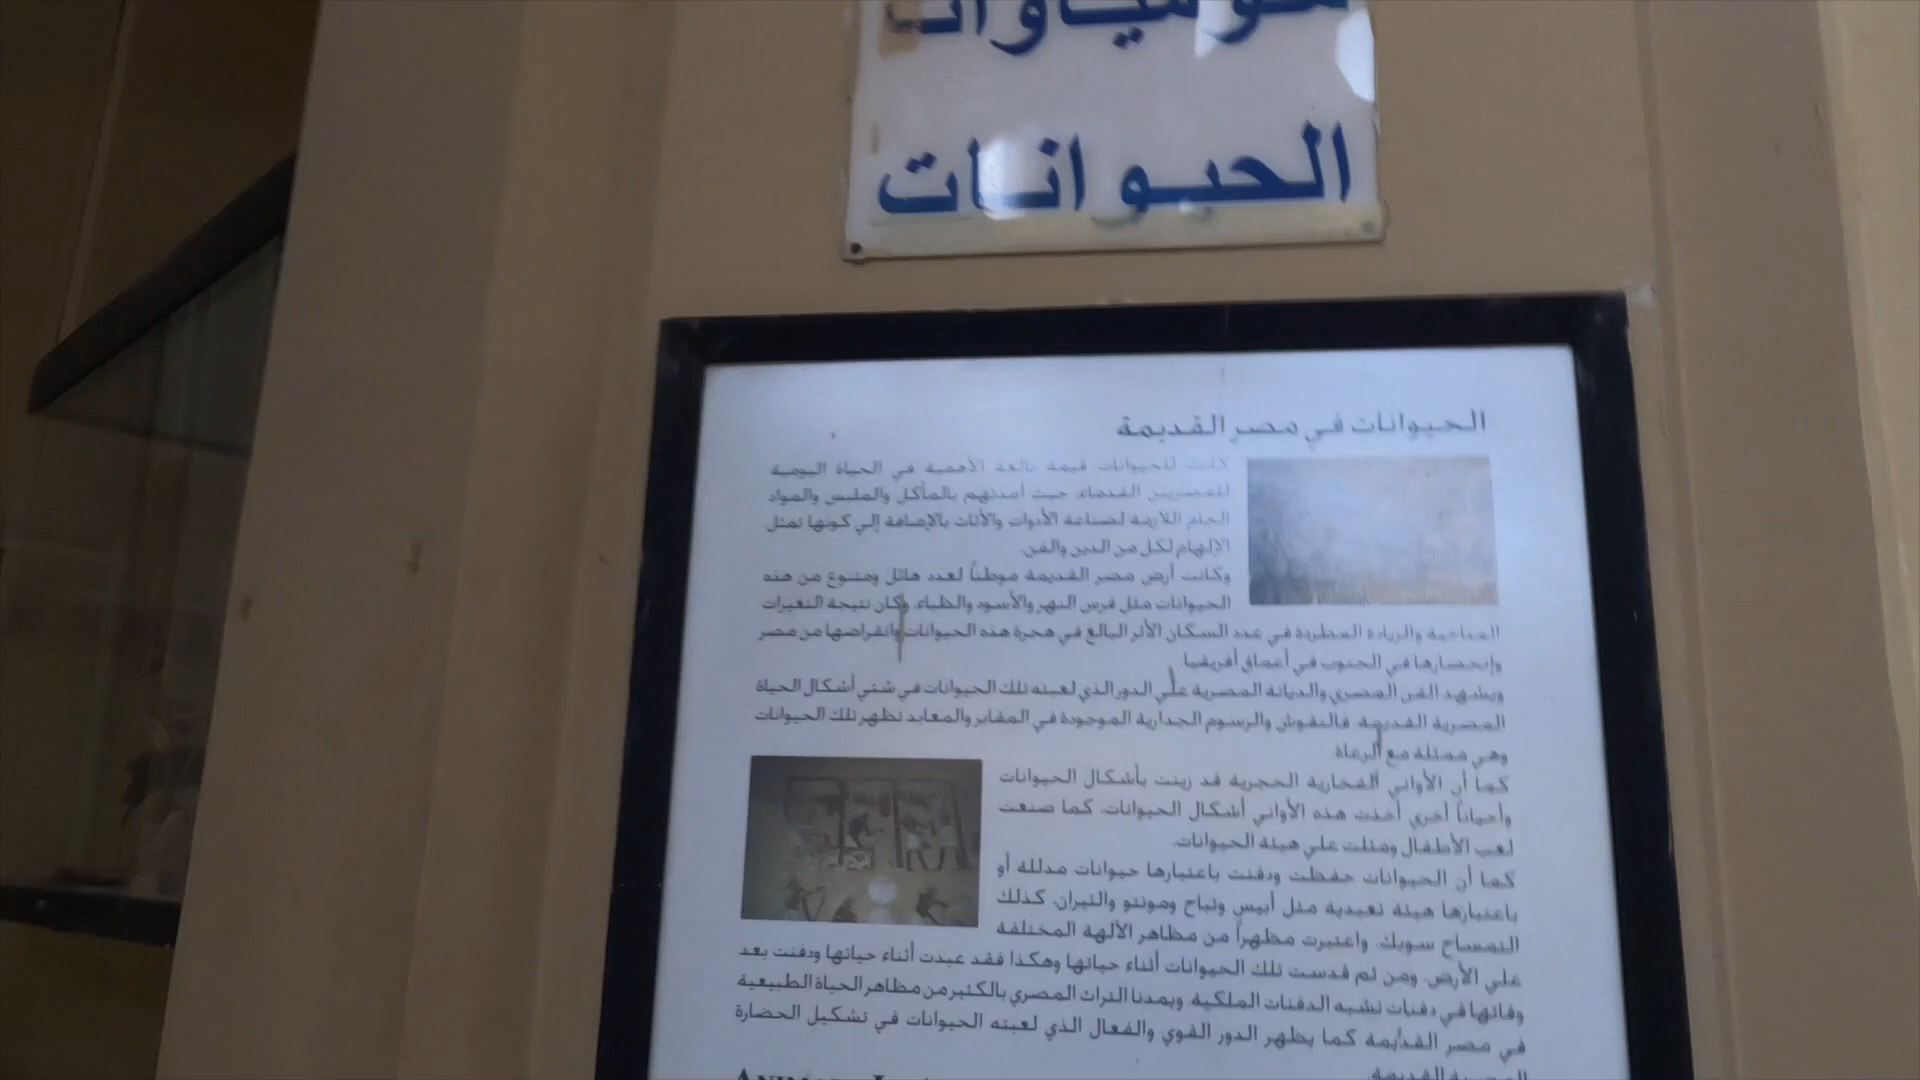 مومياوات
الحيوانات
الحيوانات في مصر القديمة
كانت للحيوانات قيمة بالغة الأهمية في الحياة اليومية
للمصريين القدماء، حيث أمدتهم بالمأكل والملبس والمواد
الخام اللازمة لصناعة الأدوات والأثاث بالإضافة إلي كونها تمثل
الإلهام لكل من الدين والفن.
وكانت أرض مصر القديمة موطناً لعدد هائل ومتنوع من هذه
الحيوانات مثل فرس النهر والأسود والظباء. وكان نتيجة التغيرات
المناخية والزيادة المطردة في عدد السكان الأثر البالغ في هجرة هذه الحيوانات وانقراضها من مصر
وإنحصارها في الجنوب في أعماق أفريقيا.
ويشهد الفن المصري والديانة المصرية علي الدور الذي لعبته تلك الحيوانات في شتي أشكال الحياة
المصرية القديمة. فالنقوش والرسوم الجدارية الموجودة في المقابر والمعابد تظهر تلك الحيوانات
وهي ممثلة مع الرعاة
كما أن الأواني الفخارية الحجرية قد زينت بأشكال الحيوانات
وأحياناً أخري أخذت هذه الأواني أشكال الحيوانات. كما صنعت
لعب الأطفال ومثلت علي هيئة الحيوانات.
كما أن الحيوانات حفظت ودفنت باعتبارها حيوانات مدللة أو
باعتبارها هيئة تعبدية مثل أبيس وتباح ومونتو والثيران. كذلك
التمساح سوبك. واعتبرت مظهراً من مظاهر الألهة المختلفة
علي الأرض. ومن ثم قدست تلك الحيوانات أثناء حياتها وهكذا فقد عبدت أثناء حياتها ودفنت بعد
وفاتها في دفنات تشبه الدفنات الملكية. ويمدنا التراث المصري بالكثير من مظاهر الحياة الطبيعية
في مصر القديمة كما يظهر الدور القوي والفعال الذي لعبته الحيوانات في تشكيل الحضارة
المصرية القديمة.